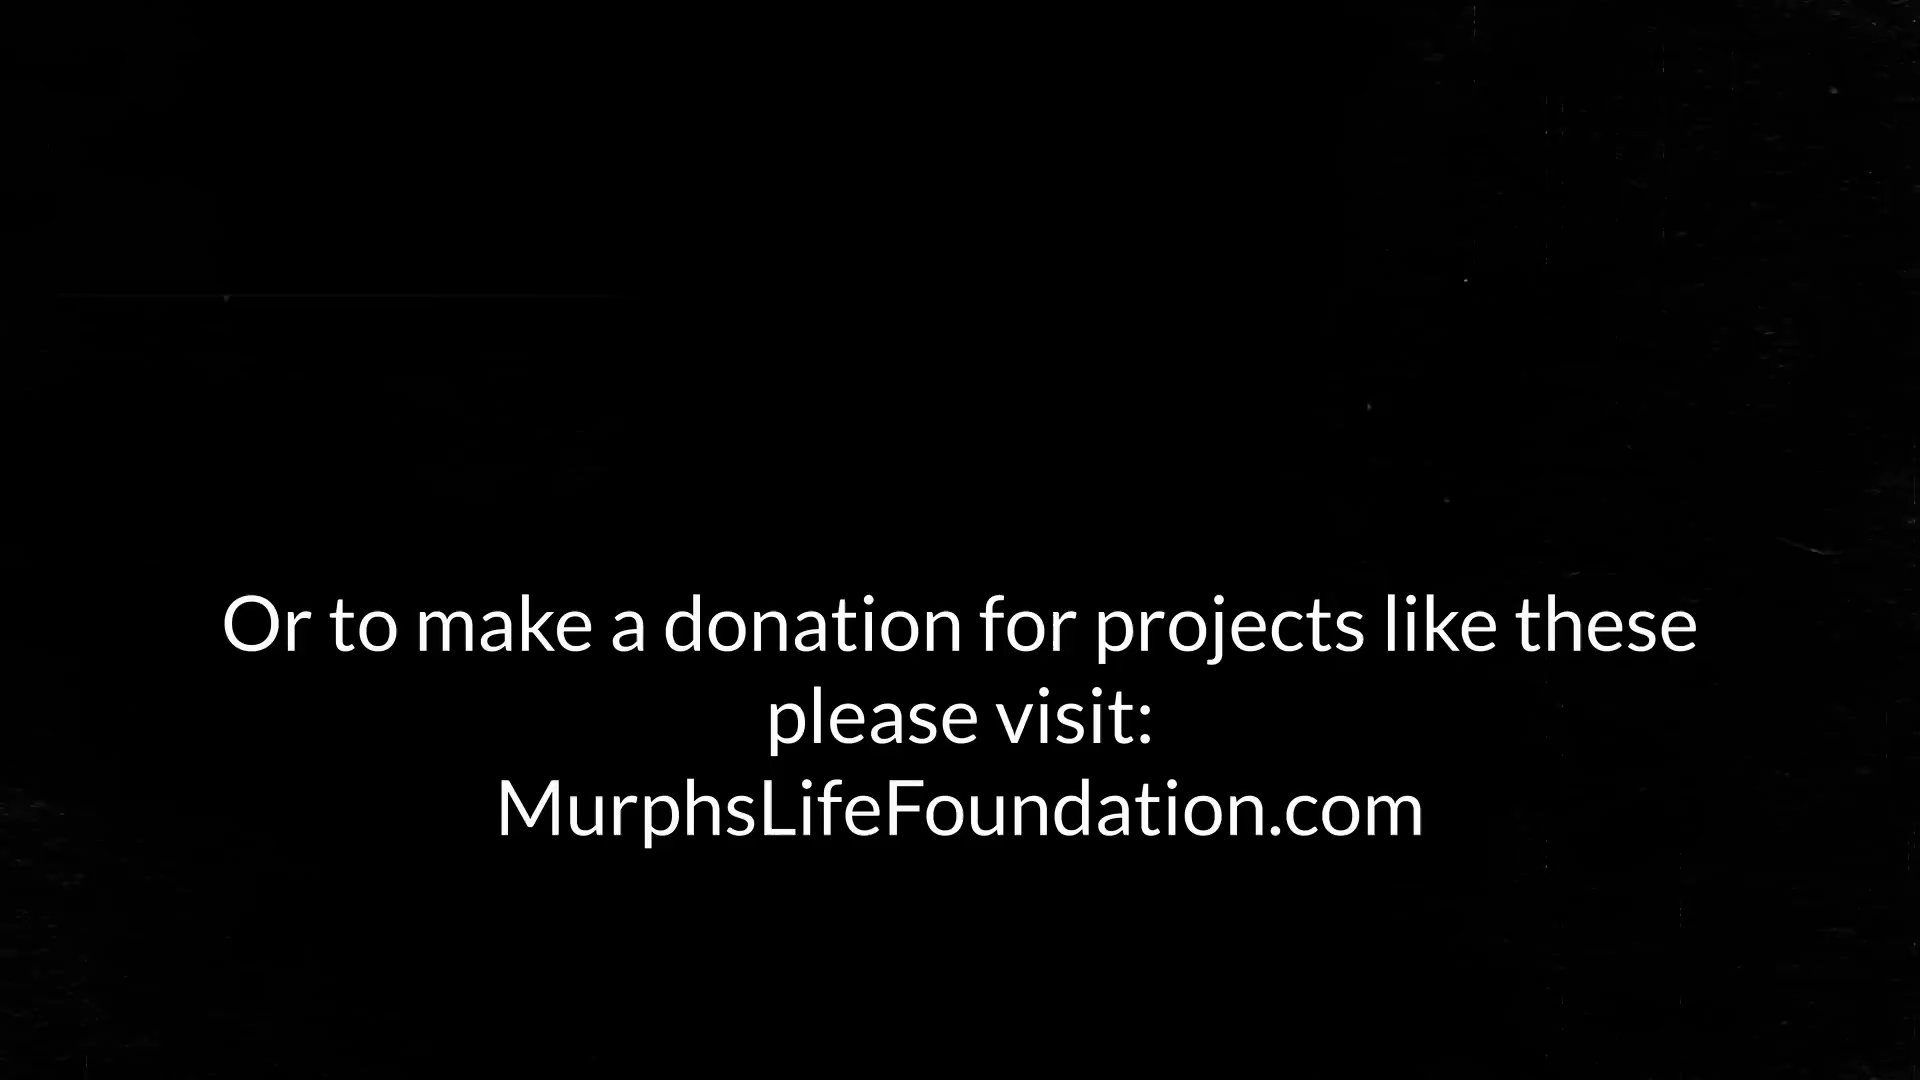 Or to make a donation for projects like these
please visit:
MurphsLifeFoundation.com